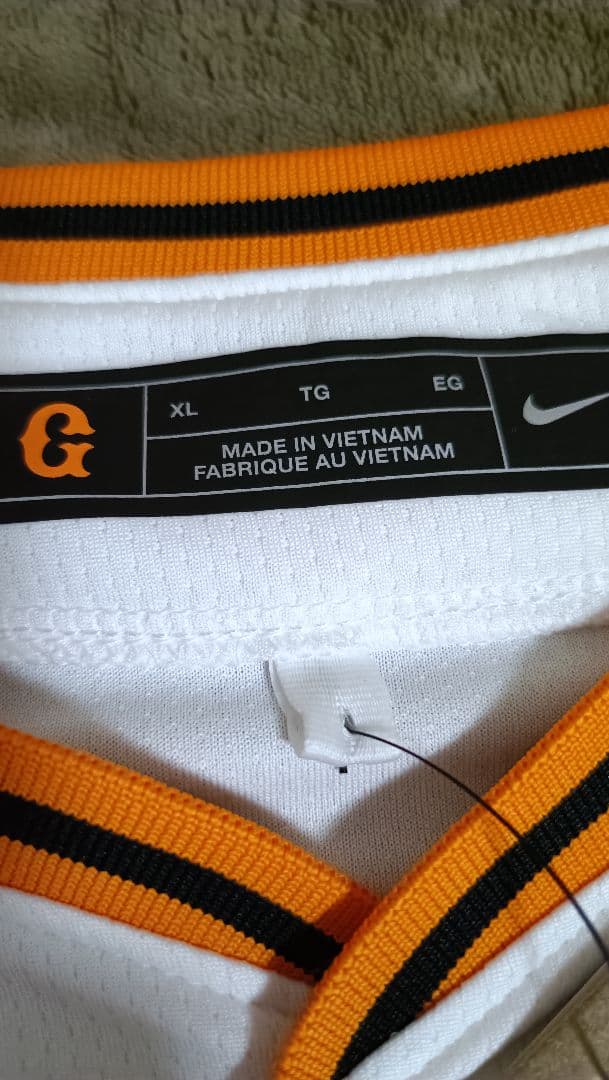 G
XL TG EG
MADE IN VIETNAM
FABRIQUE AU VIETNAM